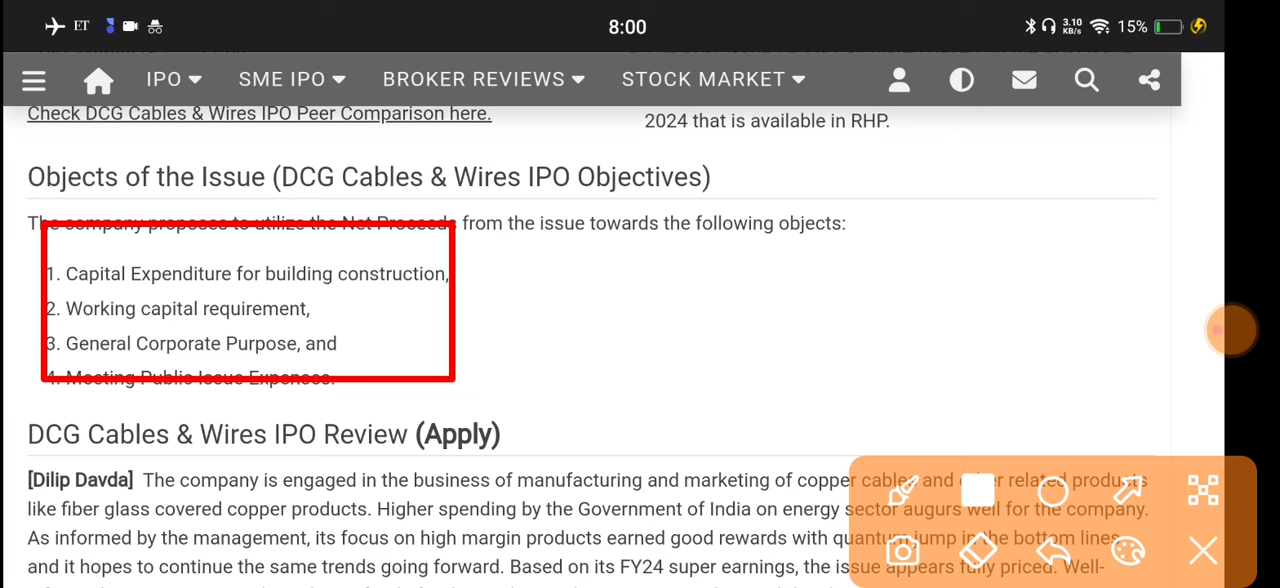 ET 8:00 3.10 KB/s 15%
IPO SME IPO BROKER REVIEWS STOCK MARKET
Check DCG Cables & Wires IPO Peer Comparison here.
2024 that is available in RHP.
Objects of the Issue (DCG Cables & Wires IPO Objectives)
The company proposes to utilize the Net Proceeds from the issue towards the following objects:
1. Capital Expenditure for building construction,
2. Working capital requirement,
3. General Corporate Purpose, and
4. Meeting Public Issue Expenses.
DCG Cables & Wires IPO Review (Apply)
[Dilip Davda] The company is engaged in the business of manufacturing and marketing of copper cables and other related products
like fiber glass covered copper products. Higher spending by the Government of India on energy sector augurs well for the company.
As informed by the management, its focus on high margin products earned good rewards with quantum jump in the bottom lines
and it hopes to continue the same trends going forward. Based on its FY24 super earnings, the issue appears fully priced. Well-